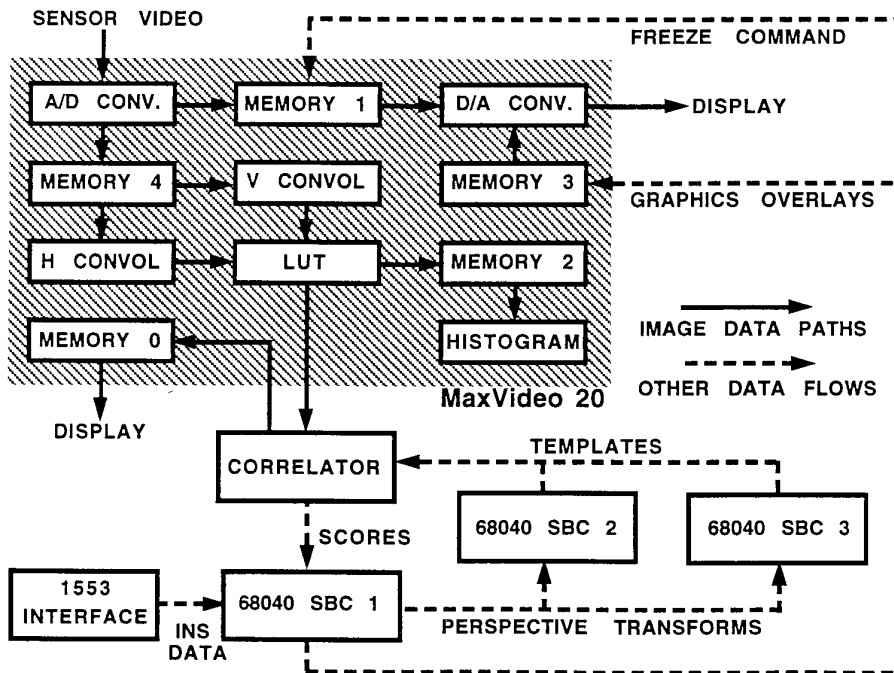 SENSOR VIDEO
FREEZE COMMAND
A/D CONV.
MEMORY 1
D/A CONV.
DISPLAY
MEMORY 4
V CONVOL
MEMORY 3
GRAPHICS OVERLAYS
H CONVOL
LUT
MEMORY 2
MEMORY 0
HISTOGRAM
IMAGE DATA PATHS
OTHER DATA FLOWS
MaxVideo 20
DISPLAY
CORRELATOR
TEMPLATES
68040 SBC 2
68040 SBC 3
SCORES
1553
INTERFACE
INS
DATA
68040 SBC 1
PERSPECTIVE TRANSFORMS